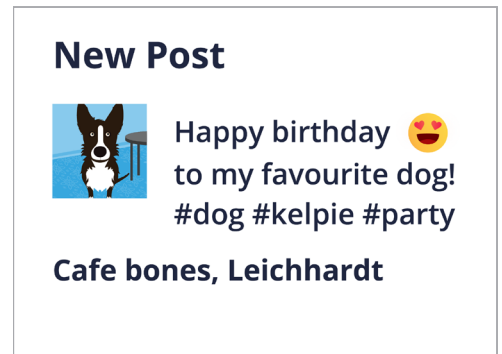 New Post
Happy birthday 😍
to my favourite dog!
#dog #kelpie #party
Cafe bones, Leichhardt